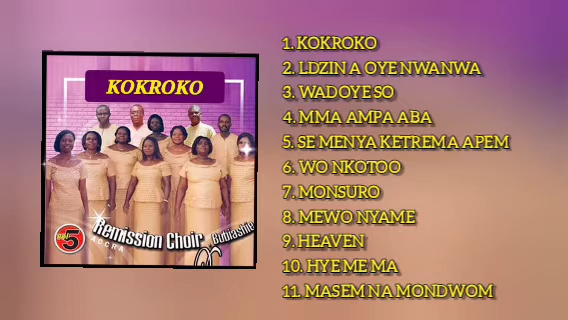 KOKROKO
Vol 5
Remission Choir
ACCRA
Bubiashie
1. KOKROKO
2. LDZIN A OYE NWANWA
3. WADOYE SO
4. MMA AMPA ABA
5. SE MENYA KETREMA APEM
6. WO NKOTOO
7. MONSURO
8. MEWO NYAME
9. HEAVEN
10. HYE ME MA
11. MASEM NA MONDWOM